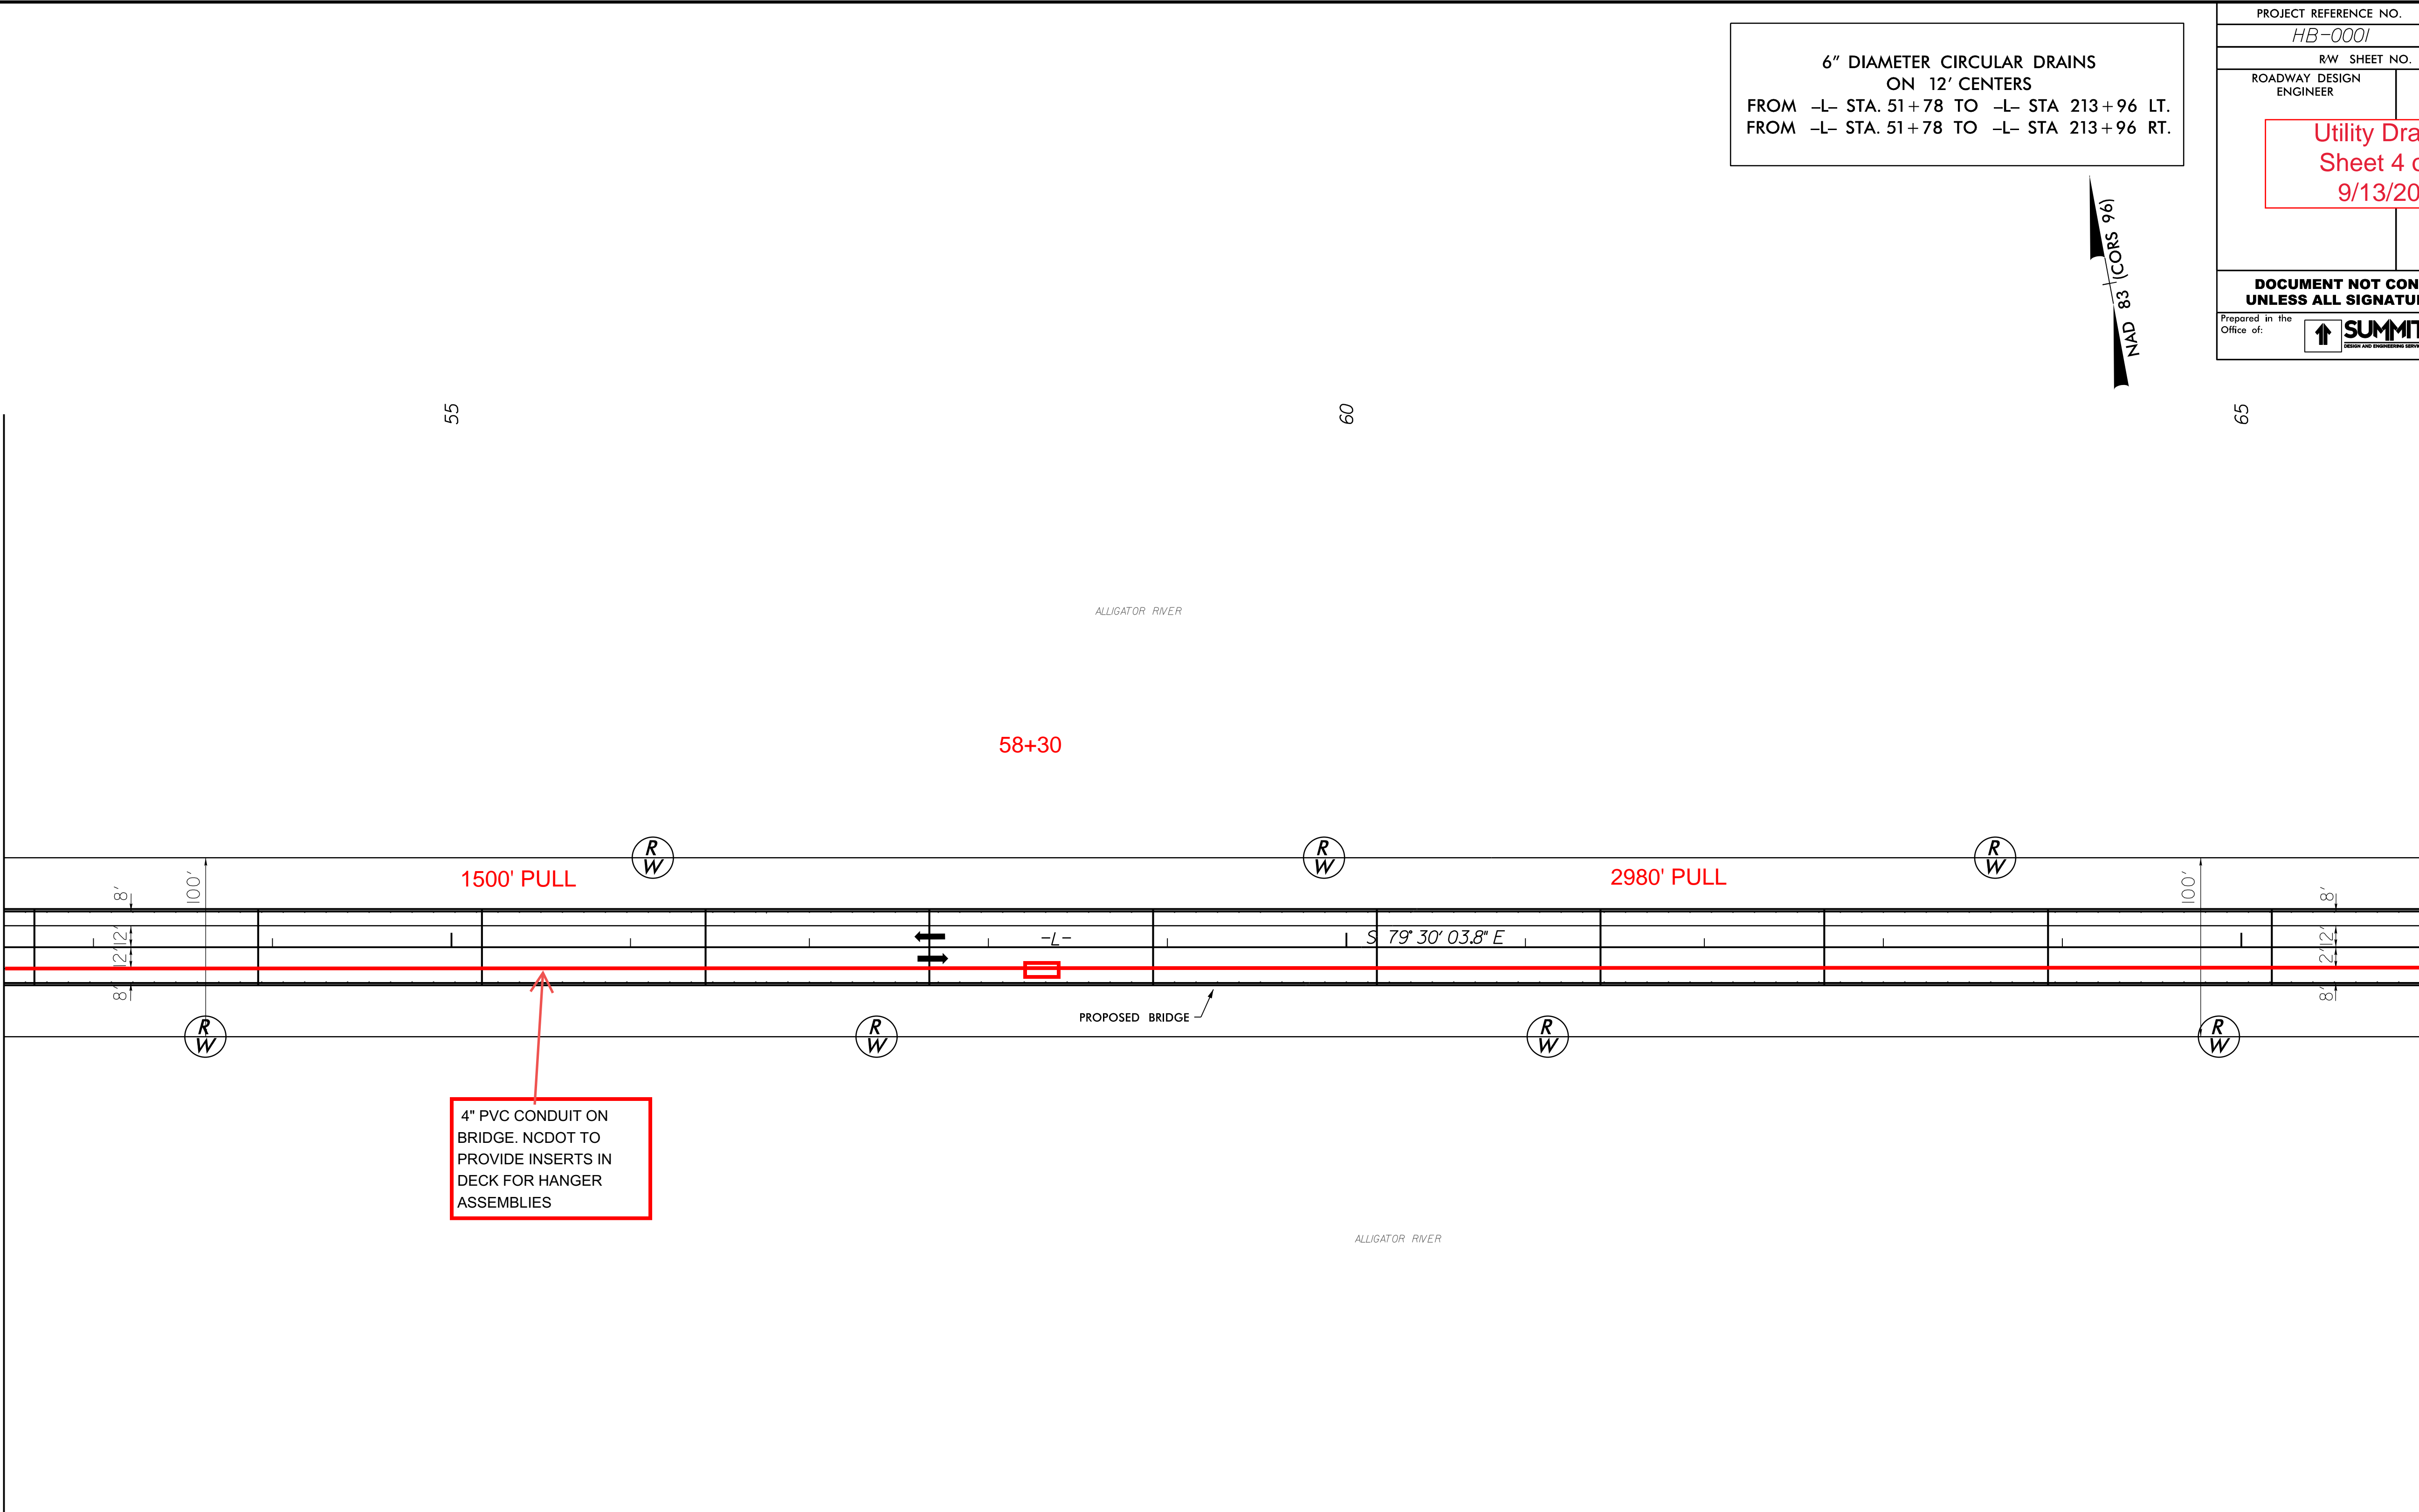 PROJECT REFERENCE NO.
HB-0001
R/W SHEET NO.
ROADWAY DESIGN
ENGINEER
Utility Dra
Sheet 4 o
9/13/20
DOCUMENT NOT CON
UNLESS ALL SIGNATU
Prepared in the
Office of:
SUMMIT
DESIGN AND ENGINEERING SERV
6" DIAMETER CIRCULAR DRAINS
ON 12' CENTERS
FROM -L- STA. 51+78 TO -L- STA 213+96 LT.
FROM -L- STA. 51+78 TO -L- STA 213+96 RT.
NAD 83 (CORS 96)
55
60
65
ALLIGATOR RIVER
58+30
R
W
R
W
R
W
1500' PULL
2980' PULL
8'
100'
12'
12'
8'
100'
8'
12'
12'
8'
-L-
S 79° 30' 03.8" E
PROPOSED BRIDGE
R
W
R
W
R
W
R
W
4" PVC CONDUIT ON
BRIDGE. NCDOT TO
PROVIDE INSERTS IN
DECK FOR HANGER
ASSEMBLIES
ALLIGATOR RIVER